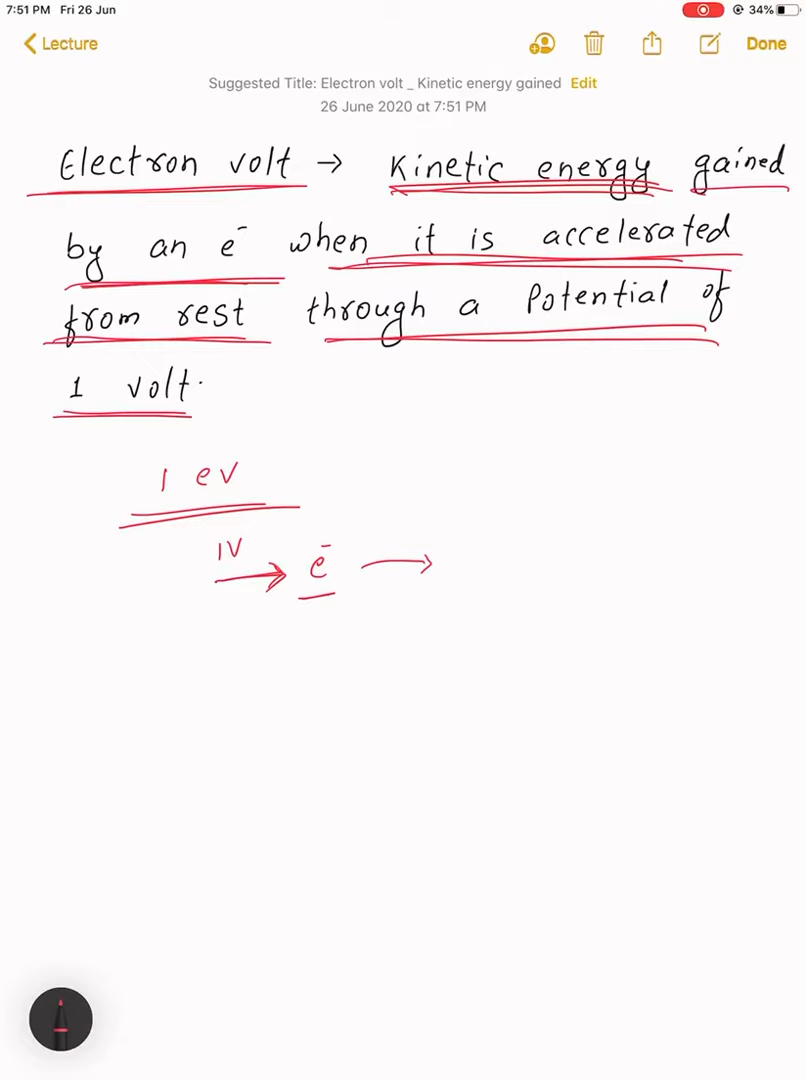 7:51 PM Fri 26 Jun 34%
Lecture Done
Suggested Title: Electron volt _ Kinetic energy gained Edit
26 June 2020 at 7:51 PM
Electron volt → Kinetic energy gained
by an e⁻ when it is accelerated
from rest through a Potential of
1 volt.
1 eV
1V
→ e⁻ →